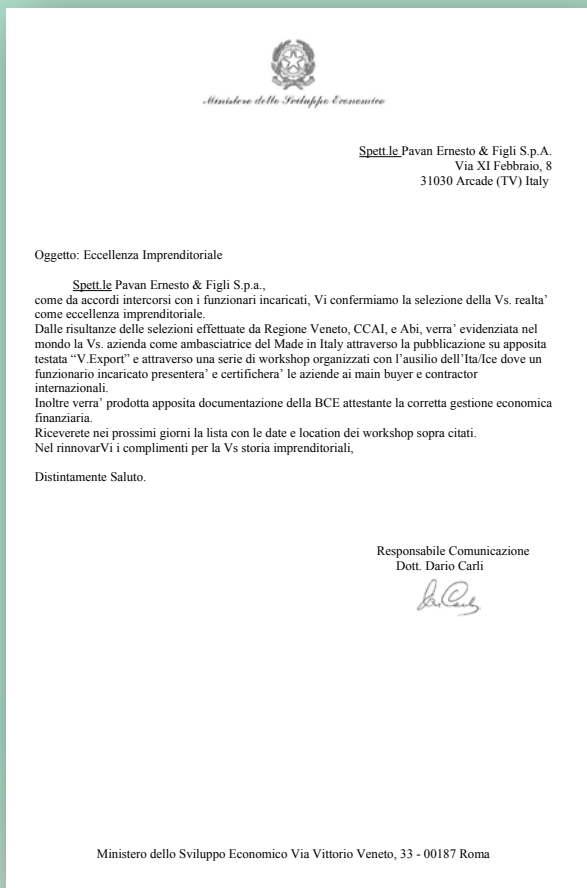 Ministero dello Sviluppo Economico
Spett.le Pavan Ernesto & Figli S.p.A.
Via XI Febbraio, 8
31030 Arcade (TV) Italy
Oggetto: Eccellenza Imprenditoriale
Spett.le Pavan Ernesto & Figli S.p.a.,
come da accordi intercorsi con i funzionari incaricati, Vi confermiamo la selezione della Vs. realta’
come eccellenza imprenditoriale.
Dalle risultanze delle selezioni effettuate da Regione Veneto, CCAI, e Abi, verra’ evidenziata nel
mondo la Vs. azienda come ambasciatrice del Made in Italy attraverso la pubblicazione su apposita
testata “V.Export” e attraverso una serie di workshop organizzati con l’ausilio dell’Ita/Ice dove un
funzionario incaricato presentera’ e certifichera’ le aziende ai main buyer e contractor
internazionali.
Inoltre verra’ prodotta apposita documentazione della BCE attestante la corretta gestione economica
finanziaria.
Riceverete nei prossimi giorni la lista con le date e location dei workshop sopra citati.
Nel rinnovarVi i complimenti per la Vs storia imprenditoriali,
Distintamente Saluto.
Responsabile Comunicazione
Dott. Dario Carli
Ministero dello Sviluppo Economico Via Vittorio Veneto, 33 - 00187 Roma